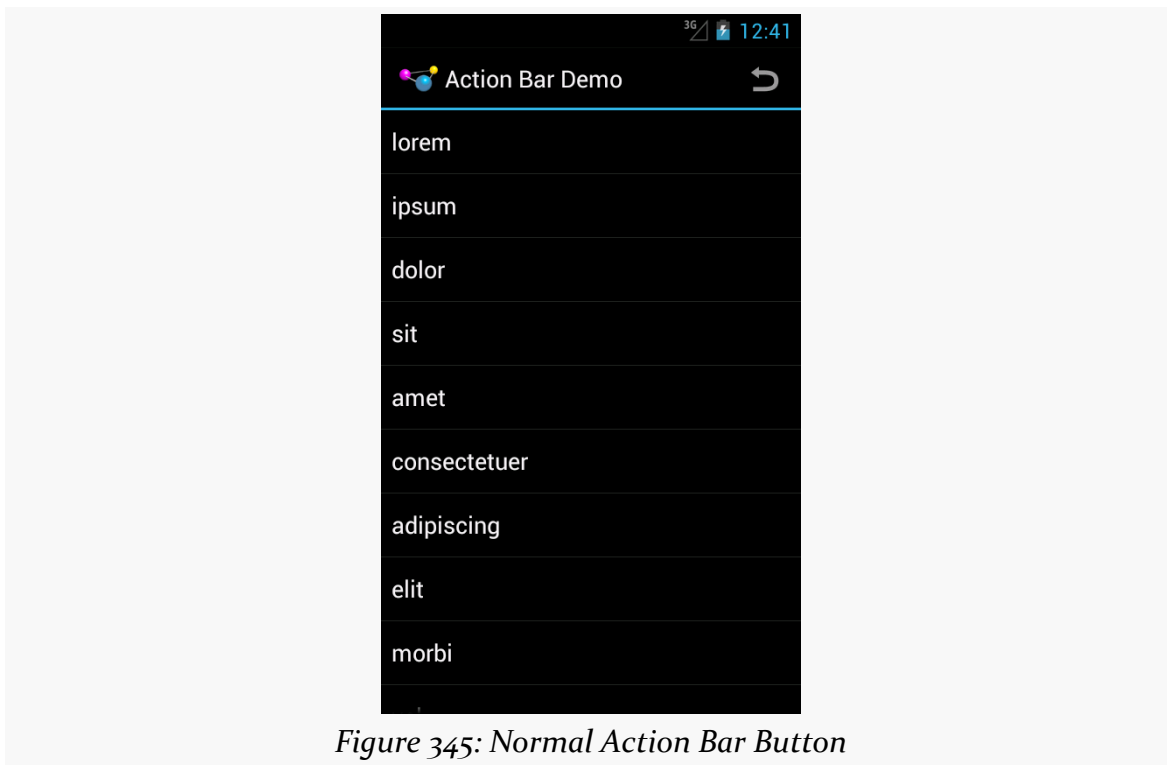 3G 12:41
Action Bar Demo
lorem
ipsum
dolor
sit
amet
consectetuer
adipiscing
elit
morbi
Figure 345: Normal Action Bar Button